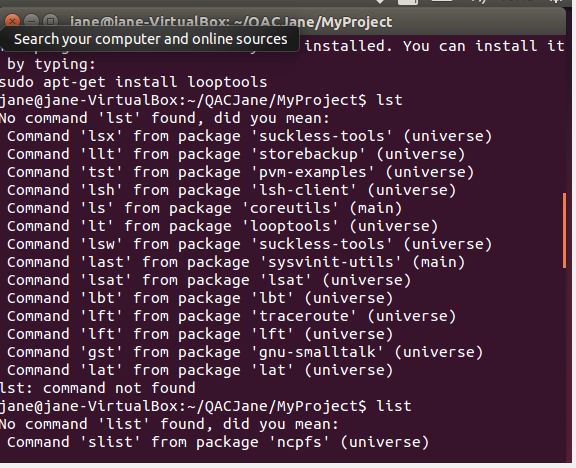 jane@jane-VirtualBox: ~/QACJane/MyProject
Search your computer and online sources
installed. You can install it
by typing:
sudo apt-get install looptools
jane@jane-VirtualBox:~/QACJane/MyProject$ lst
No command 'lst' found, did you mean:
Command 'lsx' from package 'suckless-tools' (universe)
Command 'llt' from package 'storebackup' (universe)
Command 'tst' from package 'pvm-examples' (universe)
Command 'lsh' from package 'lsh-client' (universe)
Command 'ls' from package 'coreutils' (main)
Command 'lt' from package 'looptools' (universe)
Command 'lsw' from package 'suckless-tools' (universe)
Command 'last' from package 'sysvinit-utils' (main)
Command 'lsat' from package 'lsat' (universe)
Command 'lbt' from package 'lbt' (universe)
Command 'lft' from package 'traceroute' (universe)
Command 'lft' from package 'lft' (universe)
Command 'gst' from package 'gnu-smalltalk' (universe)
Command 'lat' from package 'lat' (universe)
lst: command not found
jane@jane-VirtualBox:~/QACJane/MyProject$ list
No command 'list' found, did you mean:
Command 'slist' from package 'ncpfs' (universe)